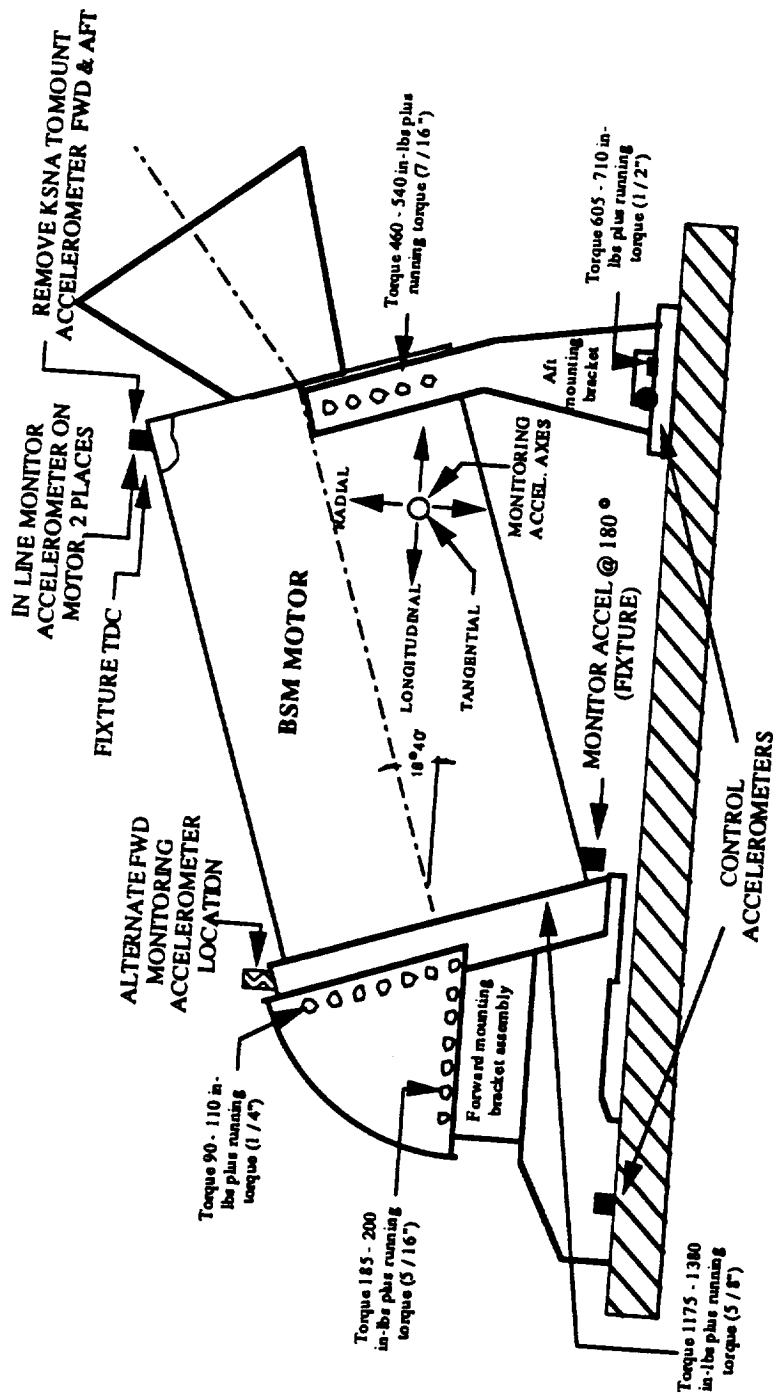 REMOVE KSNA TO MOUNT
ACCELEROMETER FWD & AFT
IN LINE MONITOR
ACCELEROMETER ON
MOTOR, 2 PLACES
FIXTURE TDC
ALTERNATE FWD
MONITORING
ACCELEROMETER
LOCATION
Torque 90 - 110 in-
lbs plus running
torque (1 / 4")
Torque 185 - 200
in-lbs plus running
torque (5 / 16")
Torque 1175 - 1380
in-lbs plus running
torque (5 / 8")
Forward mounting
bracket assembly
BSM MOTOR
18°40'
RADIAL
LONGITUDINAL
TANGENTIAL
MONITORING
ACCEL. AXES
Torque 460 - 540 in-lbs plus
running torque (7 / 16")
Aft
mounting
bracket
Torque 605 - 710 in-
lbs plus running
torque (1 / 2")
MONITOR ACCEL @ 180°
(FIXTURE)
CONTROL
ACCELEROMETERS